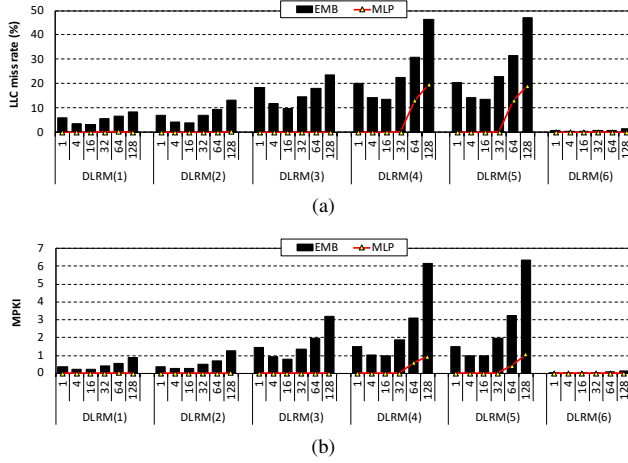 EMB MLP
LLC miss rate (%)
50
40
30
20
10
0
1 4 16 32 64 128 1 4 16 32 64 128 1 4 16 32 64 128 1 4 16 32 64 128 1 4 16 32 64 128 1 4 16 32 64 128
DLRM(1) DLRM(2) DLRM(3) DLRM(4) DLRM(5) DLRM(6)
(a)
EMB MLP
MPKI
7
6
5
4
3
2
1
0
1 4 16 32 64 128 1 4 16 32 64 128 1 4 16 32 64 128 1 4 16 32 64 128 1 4 16 32 64 128 1 4 16 32 64 128
DLRM(1) DLRM(2) DLRM(3) DLRM(4) DLRM(5) DLRM(6)
(b)